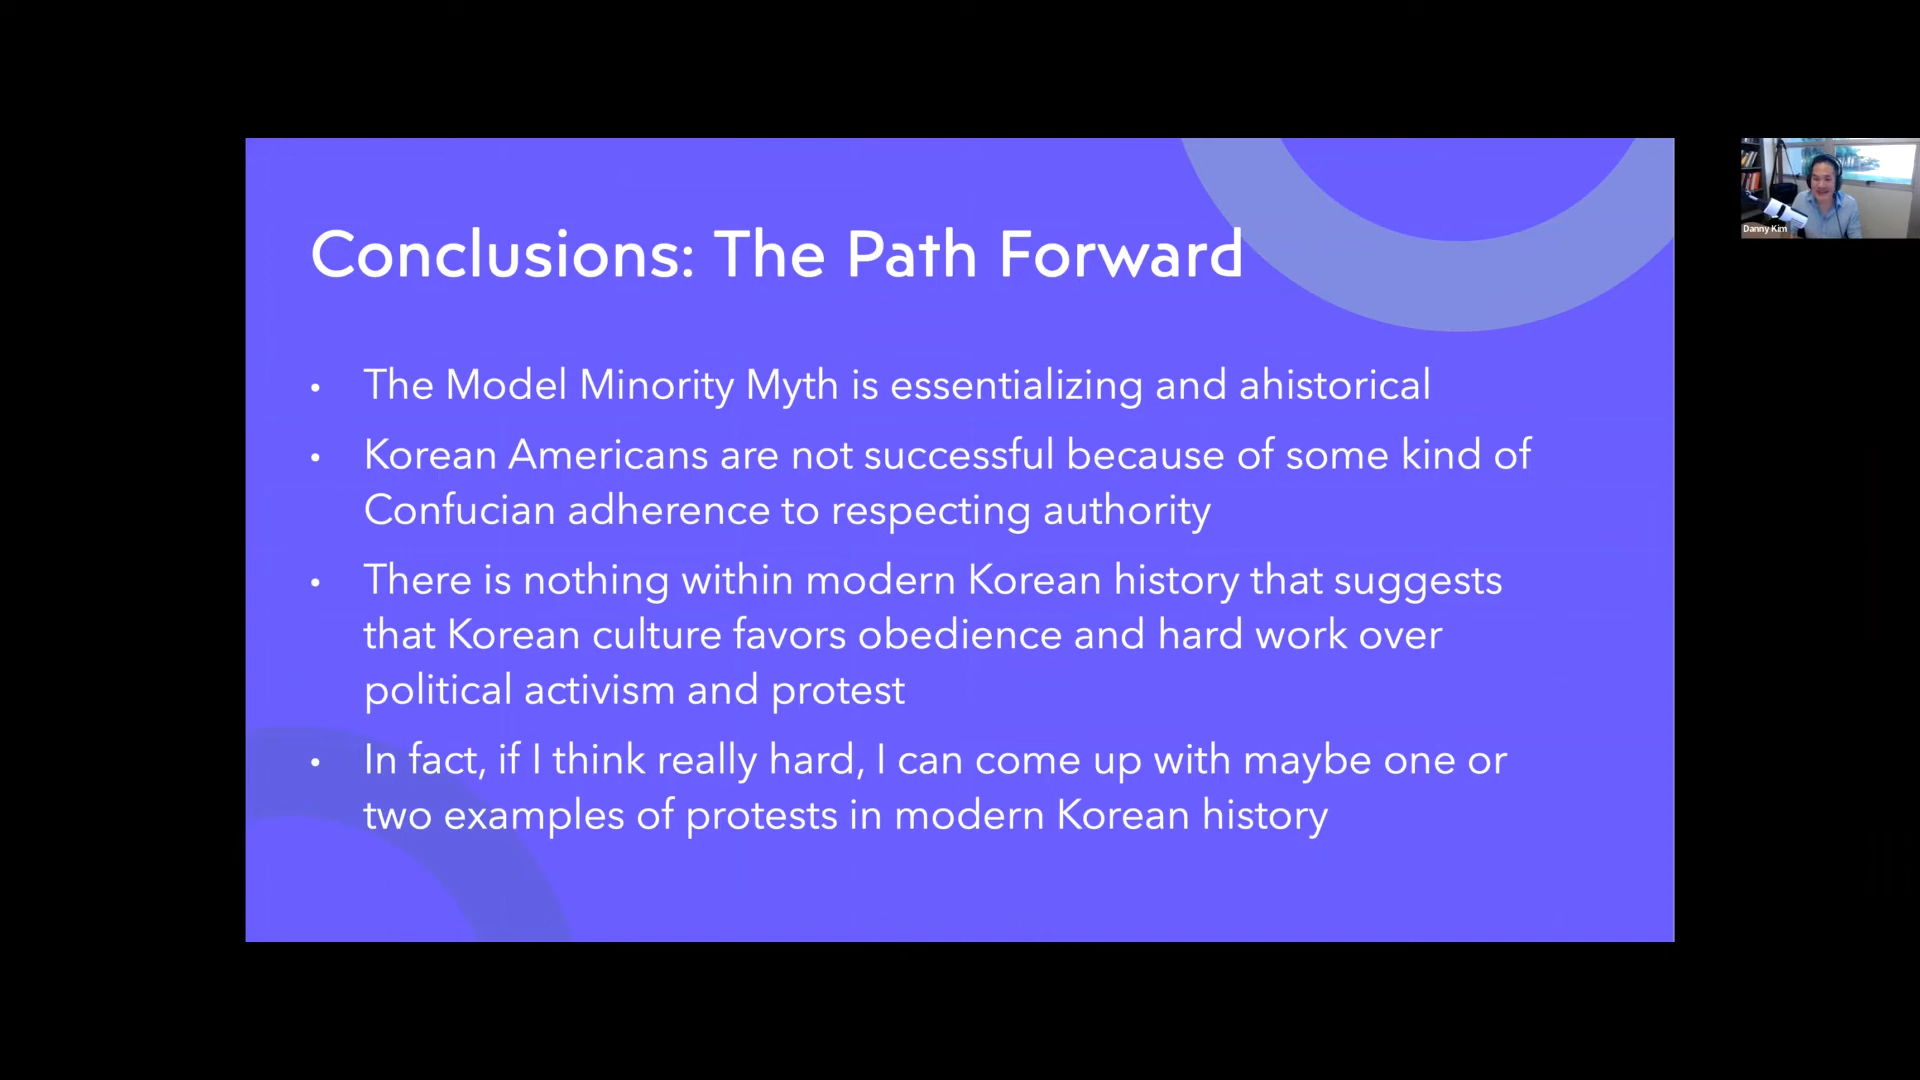 Conclusions: The Path Forward
• The Model Minority Myth is essentializing and ahistorical
• Korean Americans are not successful because of some kind of
Confucian adherence to respecting authority
• There is nothing within modern Korean history that suggests
that Korean culture favors obedience and hard work over
political activism and protest
• In fact, if I think really hard, I can come up with maybe one or
two examples of protests in modern Korean history
Danny Kim